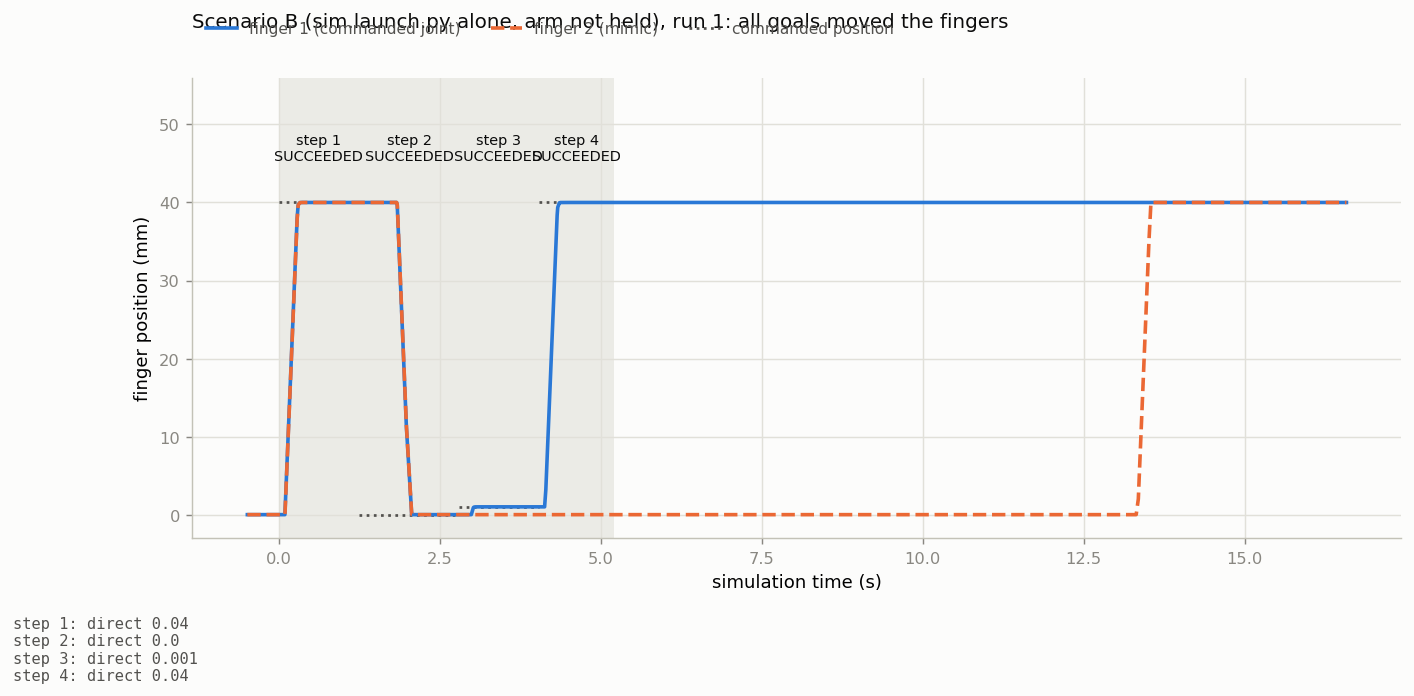 Scenario B (sim.launch.py alone, arm not held), run 1: all goals moved the fingers
finger 1 (commanded joint)
finger 2 (mimic)
commanded position
step 1
SUCCEEDED
step 2
SUCCEEDED
step 3
SUCCEEDED
step 4
SUCCEEDED
finger position (mm)
50
40
30
20
10
0
0.0
2.5
5.0
7.5
10.0
12.5
15.0
simulation time (s)
step 1: direct 0.04
step 2: direct 0.0
step 3: direct 0.001
step 4: direct 0.04